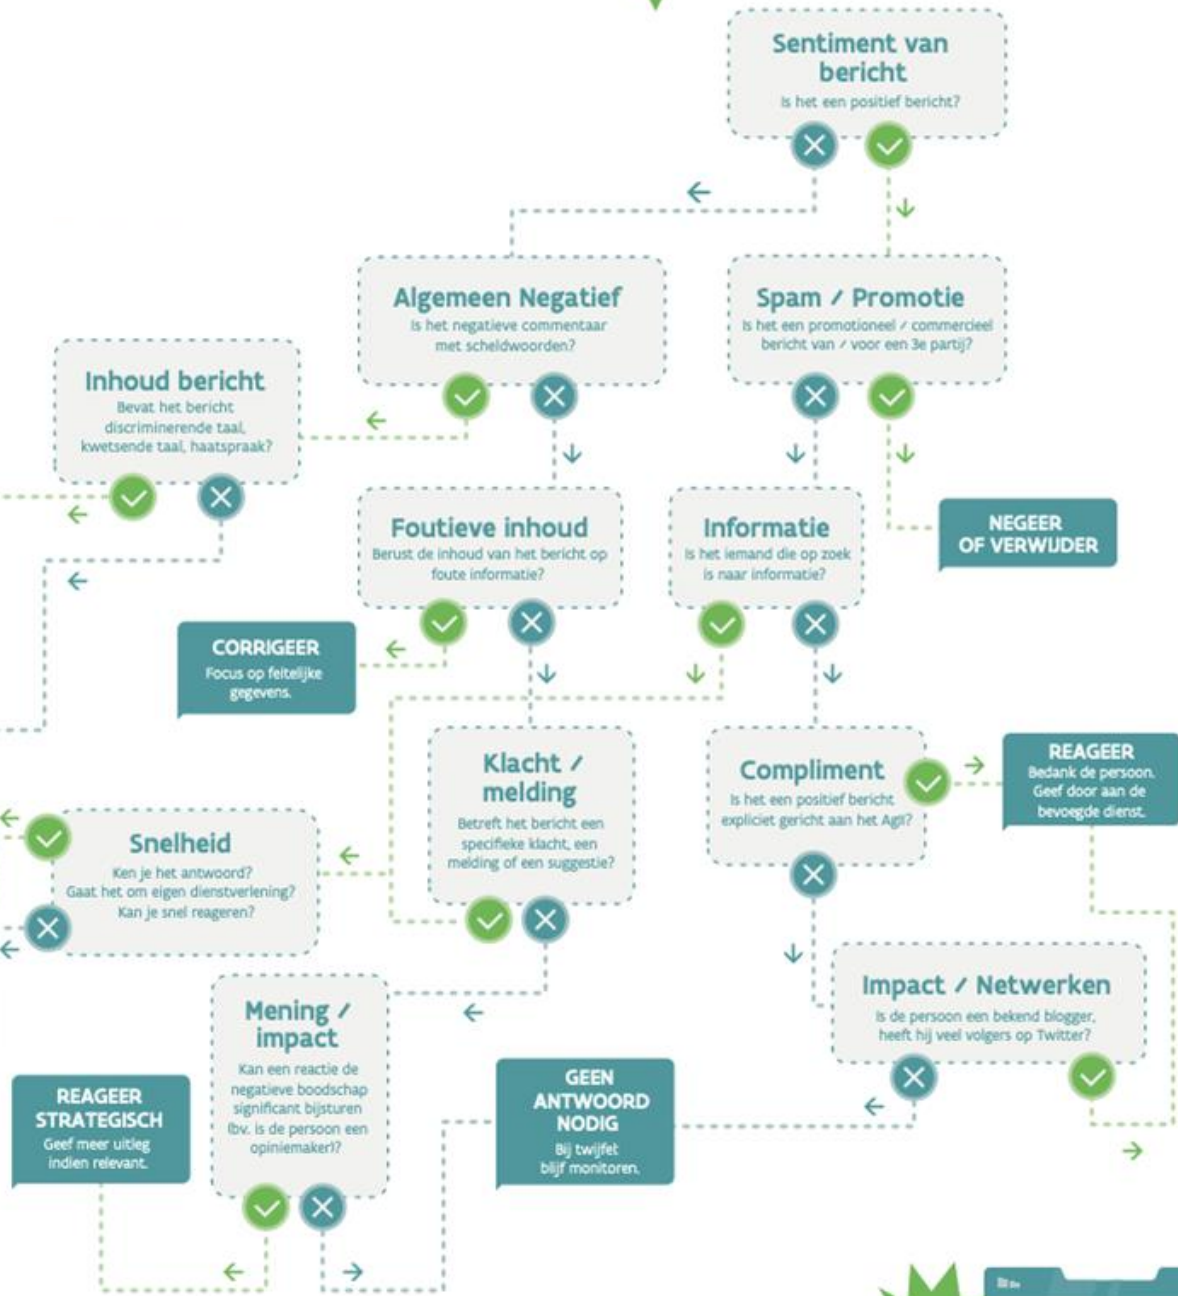 Sentiment van
bericht
Is het een positief bericht?
Algemeen Negatief
Is het negatieve commentaar
met scheldwoorden?
Spam / Promotie
Is het een promotioneel / commercieel
bericht van / voor een 3e partij?
Inhoud bericht
Bevat het bericht
discriminerende taal,
kwetsende taal, haatspraak?
Foutieve inhoud
Berust de inhoud van het bericht op
foute informatie?
Informatie
Is het iemand die op zoek
is naar informatie?
NEGEER
OF VERWIJDER
CORRIGEER
Focus op feitelijke
gegevens.
Klacht /
melding
Betreft het bericht een
specifieke klacht, een
melding of een suggestie?
Compliment
Is het een positief bericht
expliciet gericht aan het AgII?
REAGEER
Bedank de persoon.
Geef door aan de
bevoegde dienst.
Snelheid
Ken je het antwoord?
Gaat het om eigen dienstverlening?
Kan je snel reageren?
Mening /
impact
Kan een reactie de
negatieve boodschap
significant bijsturen
(bv. is de persoon een
opiniemaker)?
Impact / Netwerken
Is de persoon een bekend blogger,
heeft hij veel volgers op Twitter?
REAGEER
STRATEGISCH
Geef meer uitleg
indien relevant.
GEEN
ANTWOORD
NODIG
Bij twijfel
blijf monitoren.